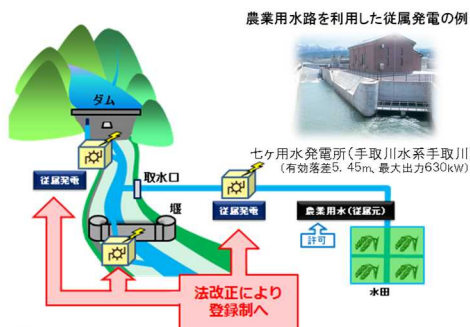 農業用水路を利用した従属発電の例
七ヶ用水発電所(手取川水系手取川
(有効落差5.45m、最大出力630kW)
ダム
従属発電
取水口
従属発電
堰
農業用水(従属元)
許可
水田
法改正により
登録制へ